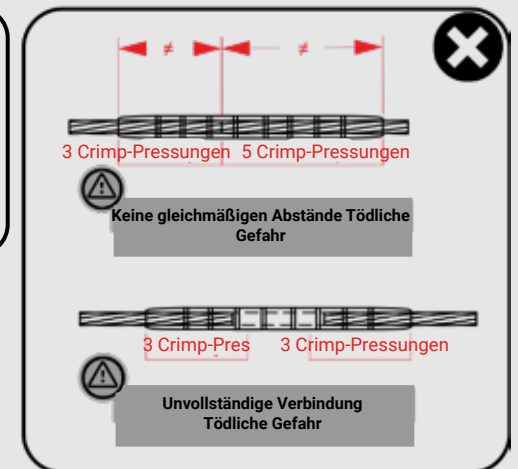 ≠ ≠
3 Crimp-Pressungen 5 Crimp-Pressungen
Keine gleichmäßigen Abstände Tödliche
Gefahr
3 Crimp-Pres 3 Crimp-Pressungen
Unvollständige Verbindung
Tödliche Gefahr